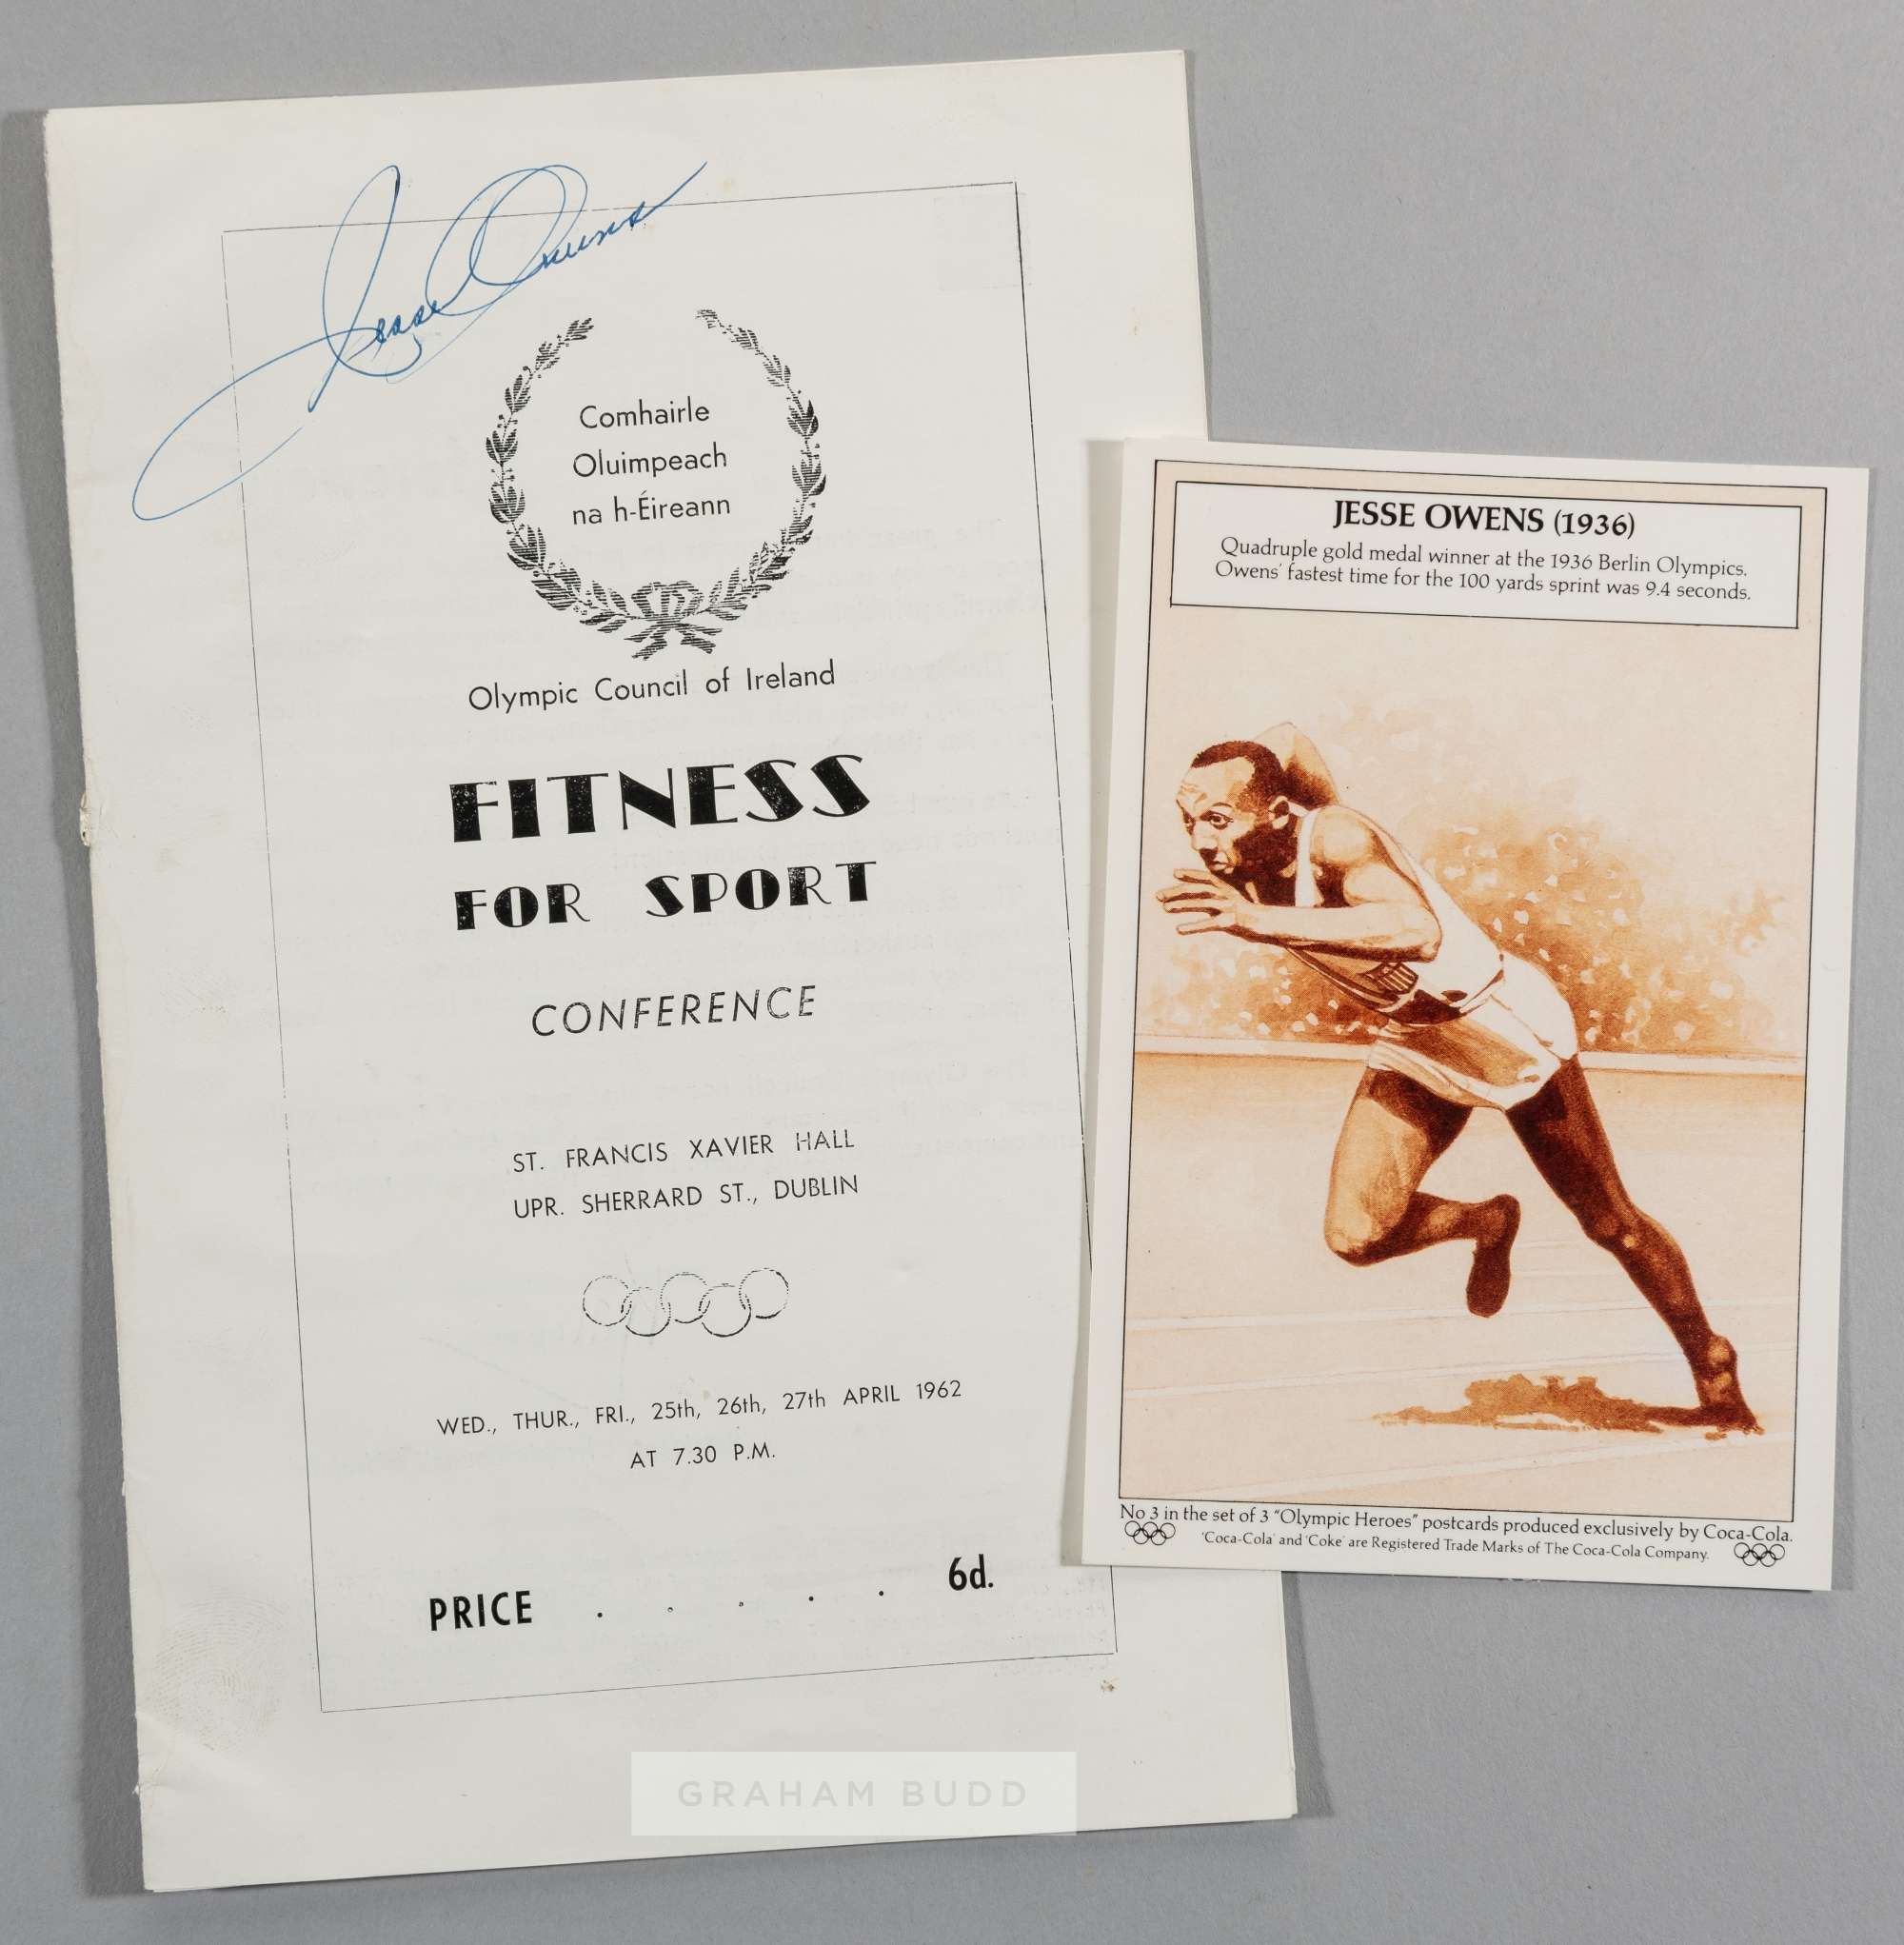 Jesse Owens
Comhairle
Oluimpeach
na h-Éireann
Olympic Council of Ireland
FITNESS
FOR SPORT
CONFERENCE
ST. FRANCIS XAVIER HALL
UPR. SHERRARD ST., DUBLIN
WED., THUR., FRI., 25th, 26th, 27th APRIL 1962
AT 7.30 P.M.
PRICE . . . . . 6d.
JESSE OWENS (1936)
Quadruple gold medal winner at the 1936 Berlin Olympics.
Owens' fastest time for the 100 yards sprint was 9.4 seconds.
No 3 in the set of 3 "Olympic Heroes" postcards produced exclusively by Coca-Cola.
'Coca-Cola' and 'Coke' are Registered Trade Marks of The Coca-Cola Company.
GRAHAM BUDD